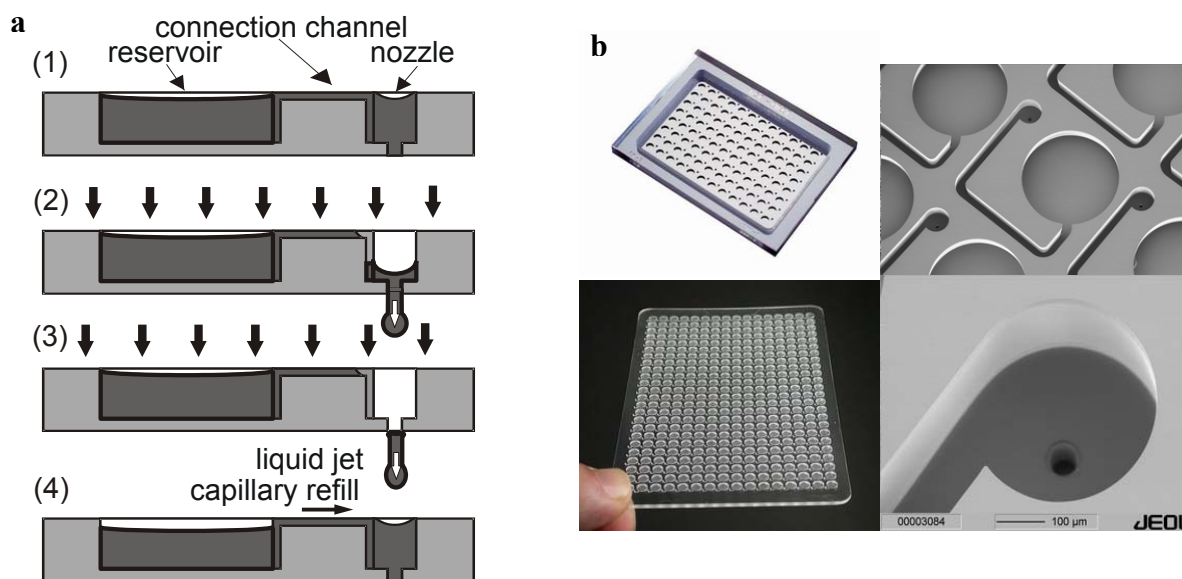 a
connection channel
reservoir
nozzle
(1)
(2)
(3)
liquid jet
capillary refill
(4)
b
00003084
100 μm
JEOL